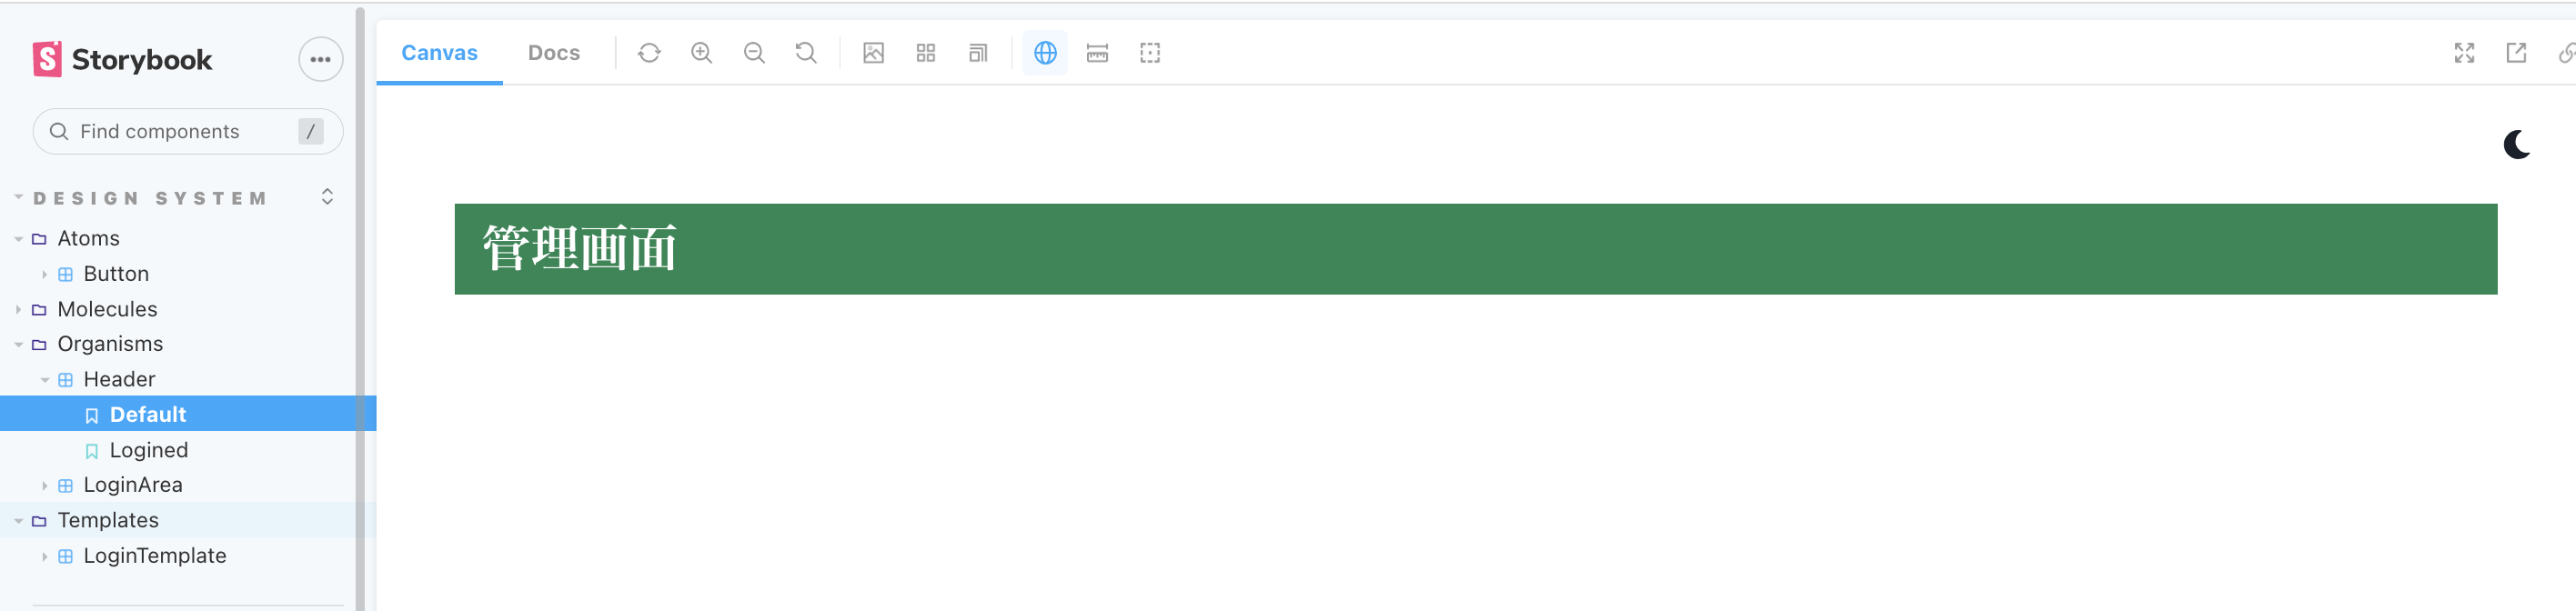 Storybook
Find components /
DESIGN SYSTEM
Atoms
Button
Molecules
Organisms
Header
Default
Logined
LoginArea
Templates
LoginTemplate
Canvas Docs
管理画面